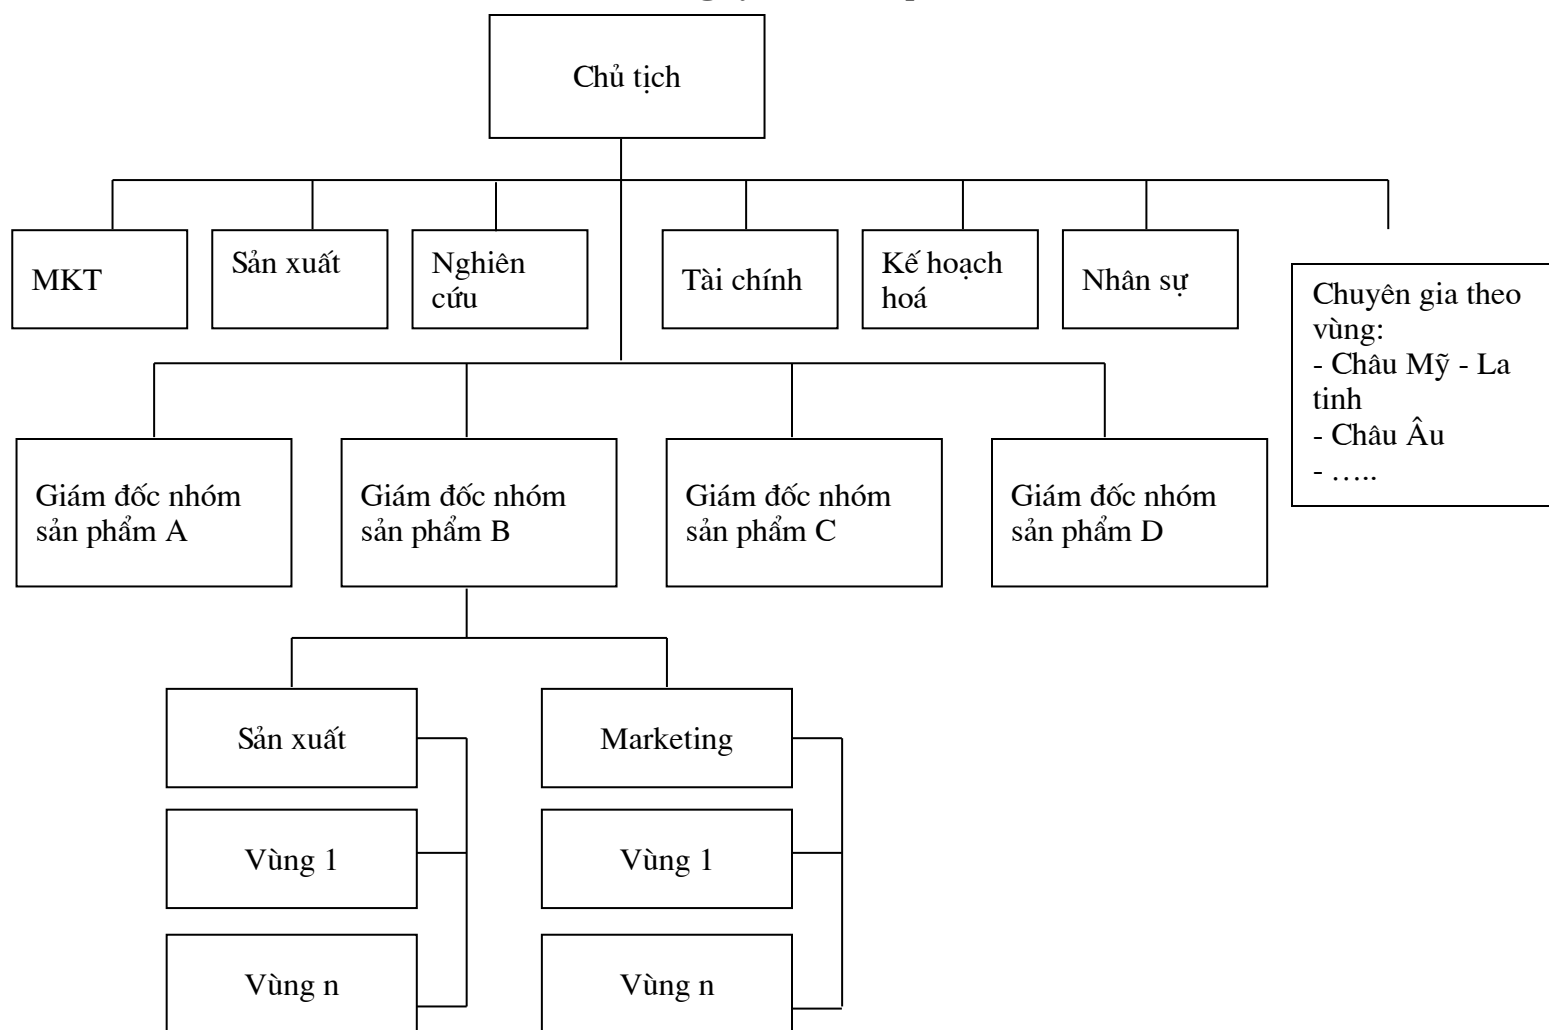 Chủ tịch
MKT
Sản xuất
Nghiên
cứu
Tài chính
Kế hoạch
hoá
Nhân sự
Chuyên gia theo
vùng:
- Châu Mỹ - La
tinh
- Châu Âu
- …..
Giám đốc nhóm
sản phẩm A
Giám đốc nhóm
sản phẩm B
Giám đốc nhóm
sản phẩm C
Giám đốc nhóm
sản phẩm D
Sản xuất
Marketing
Vùng 1
Vùng 1
Vùng n
Vùng n